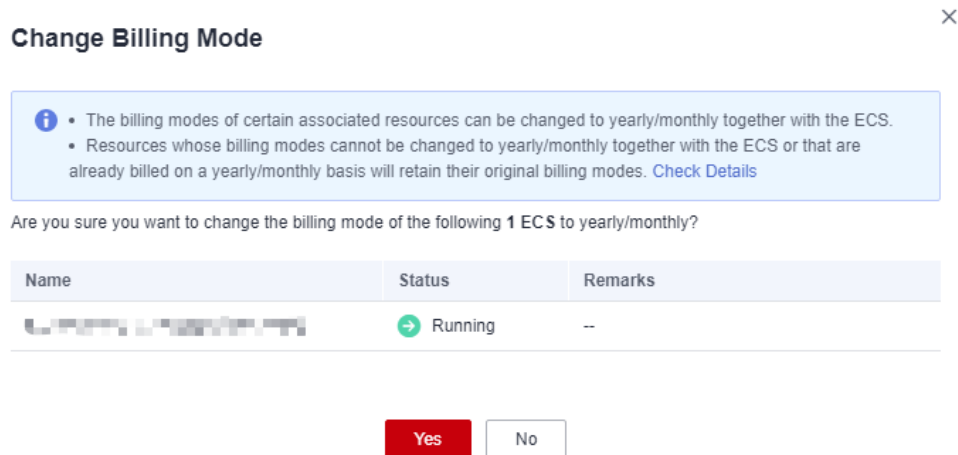 Change Billing Mode
• The billing modes of certain associated resources can be changed to yearly/monthly together with the ECS.
• Resources whose billing modes cannot be changed to yearly/monthly together with the ECS or that are
already billed on a yearly/monthly basis will retain their original billing modes. Check Details
Are you sure you want to change the billing mode of the following 1 ECS to yearly/monthly?
Name Status Remarks
Running --
Yes No